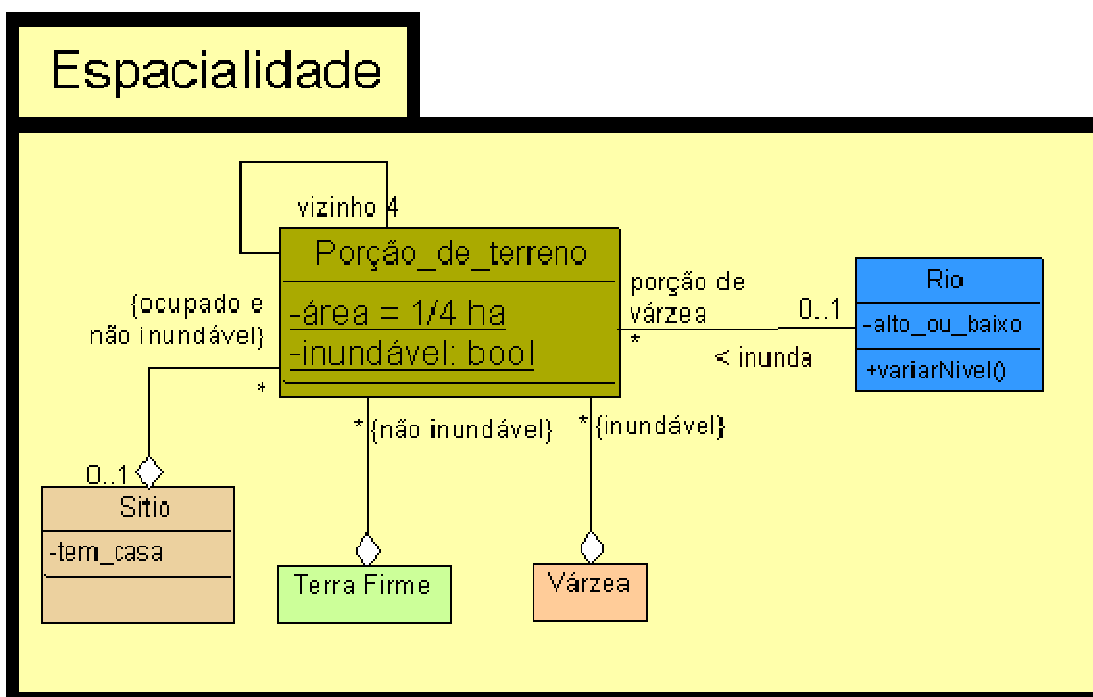 Espacialidade
vizinho 4
Porção_de_terreno
-área = 1/4 ha
-inundável: bool
{ocupado e
não inundável}
*
0..1
Sitio
-tem_casa
* {não inundável}
Terra Firme
* {inundável}
Várzea
porção de
várzea
*
0..1
< inunda
Rio
-alto_ou_baixo
+variarNivel()